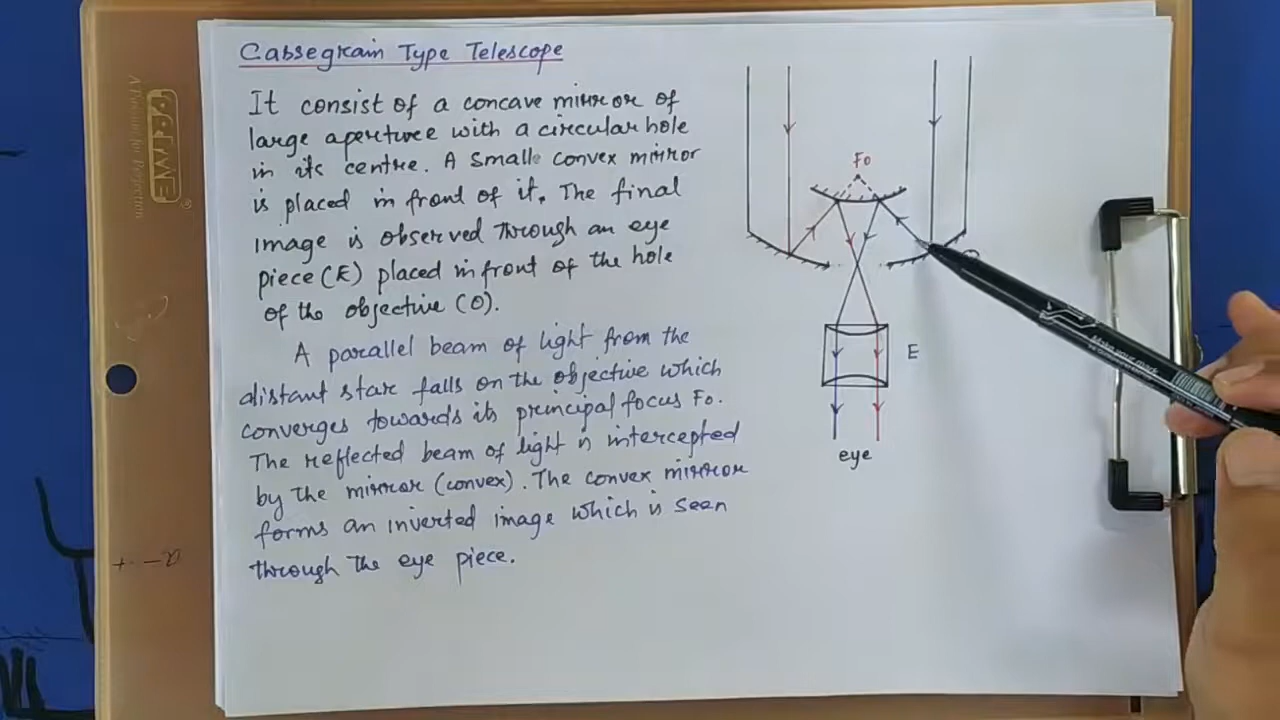 Cassegrain Type Telescope
It consist of a concave mirror of
large aperture with a circular hole
in its centre. A small convex mirror
is placed in front of it. The final
image is observed through an eye
piece (E) placed in front of the hole
of the objective (O).
A parallel beam of light from the
distant star falls on the objective which
converges towards its principal focus Fo.
The reflected beam of light is intercepted
by the mirror (convex). The convex mirror
forms an inverted image which is seen
through the eye piece.
Fo
E
eye